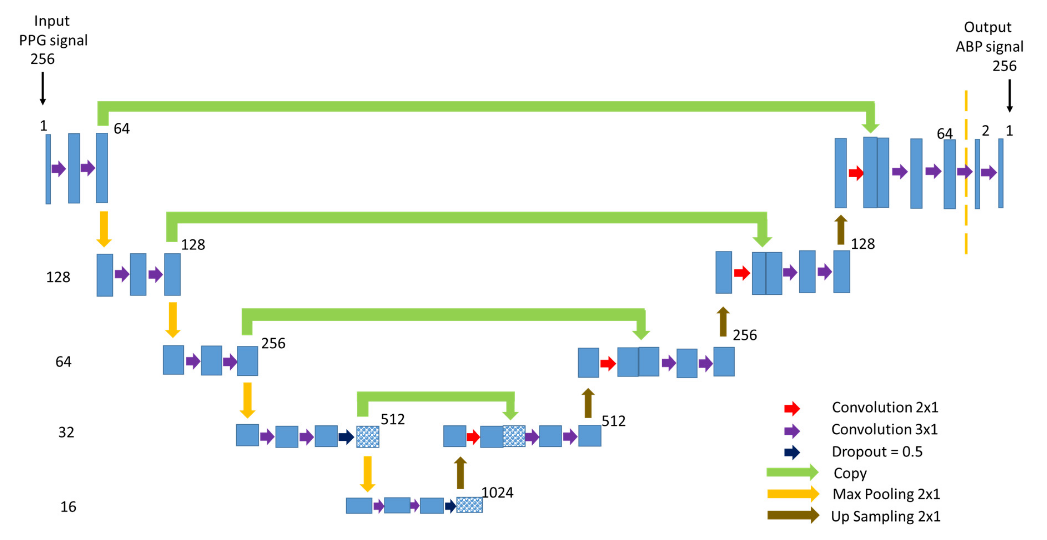 Input
PPG signal
256
Output
ABP signal
256
1
64
64
2
1
128
128
128
64
256
256
32
512
512
16
1024
Convolution 2x1
Convolution 3x1
Dropout = 0.5
Copy
Max Pooling 2x1
Up Sampling 2x1